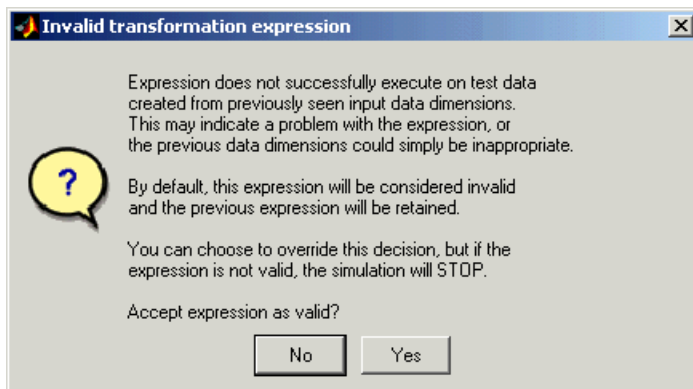 Invalid transformation expression
Expression does not successfully execute on test data
created from previously seen input data dimensions.
This may indicate a problem with the expression, or
the previous data dimensions could simply be inappropriate.
?
By default, this expression will be considered invalid
and the previous expression will be retained.
You can choose to override this decision, but if the
expression is not valid, the simulation will STOP.
Accept expression as valid?
No Yes